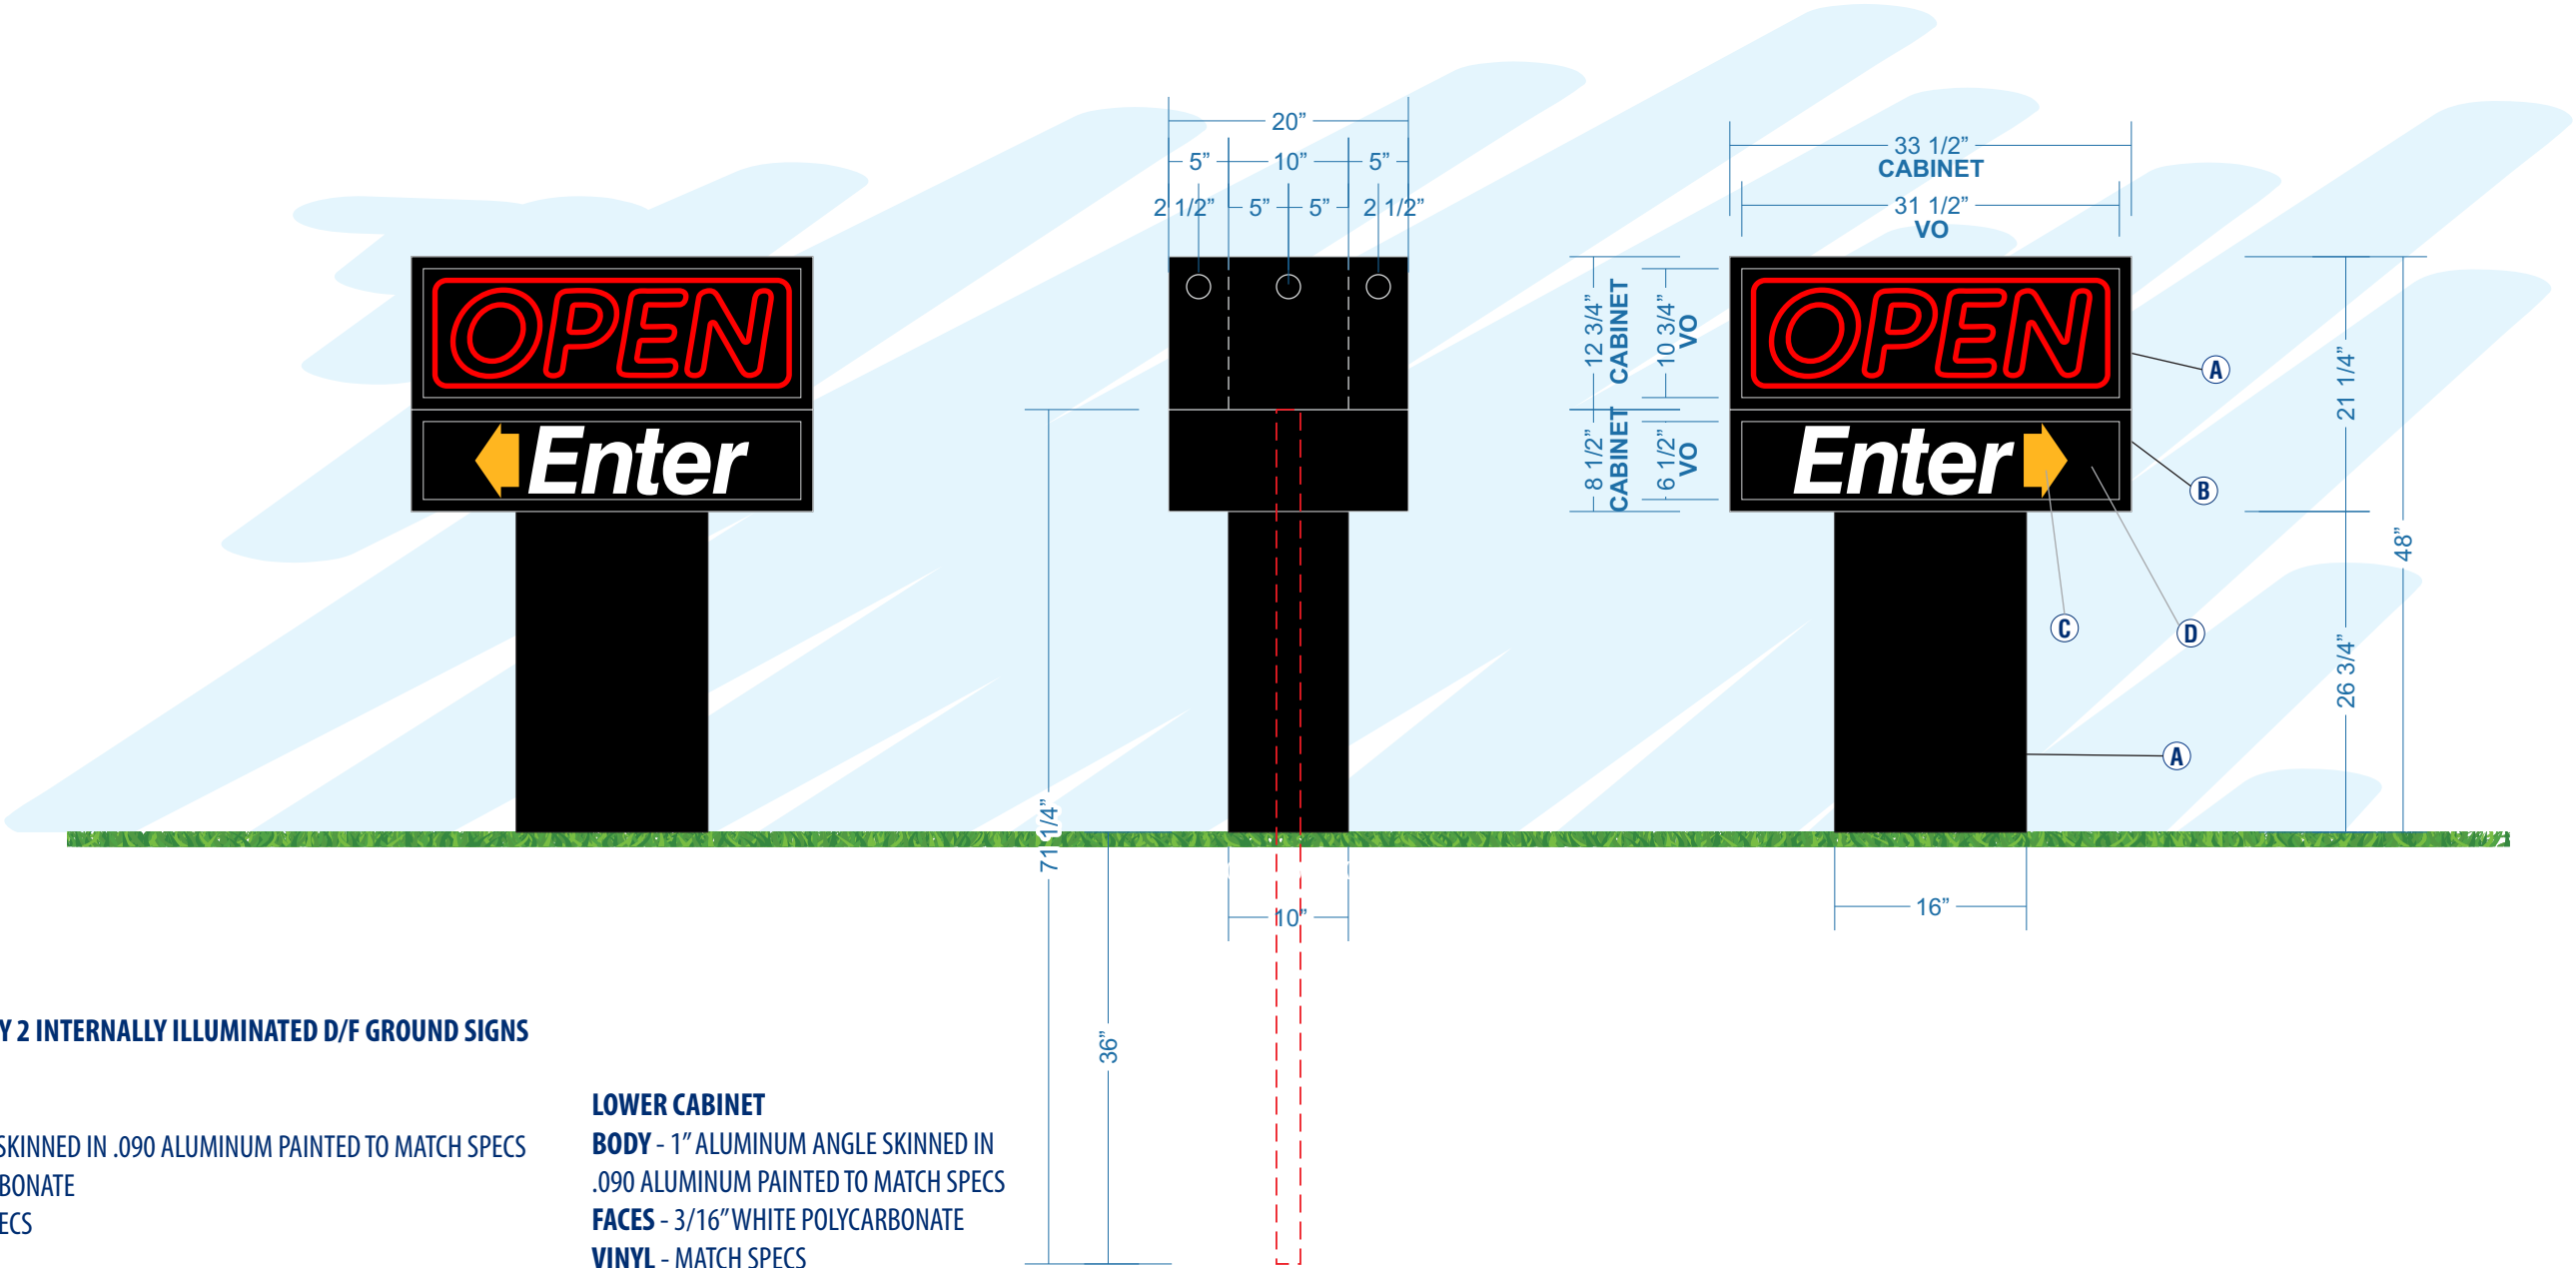 20”
5” 10” 5”
2 1/2” 5” 5” 2 1/2”
33 1/2”
CABINET
31 1/2”
VO
OPEN
Enter
12 3/4”
CABINET
10 3/4”
VO
8 1/2”
CABINET
6 1/2”
VO
OPEN
Enter
A
B
C
D
A
21 1/4”
48”
26 3/4”
71 1/4”
36”
10”
16”
Y 2 INTERNALLY ILLUMINATED D/F GROUND SIGNS
SKINNED IN .090 ALUMINUM PAINTED TO MATCH SPECS
BONATE
ECS
LOWER CABINET
BODY - 1” ALUMINUM ANGLE SKINNED IN
.090 ALUMINUM PAINTED TO MATCH SPECS
FACES - 3/16” WHITE POLYCARBONATE
VINYL - MATCH SPECS